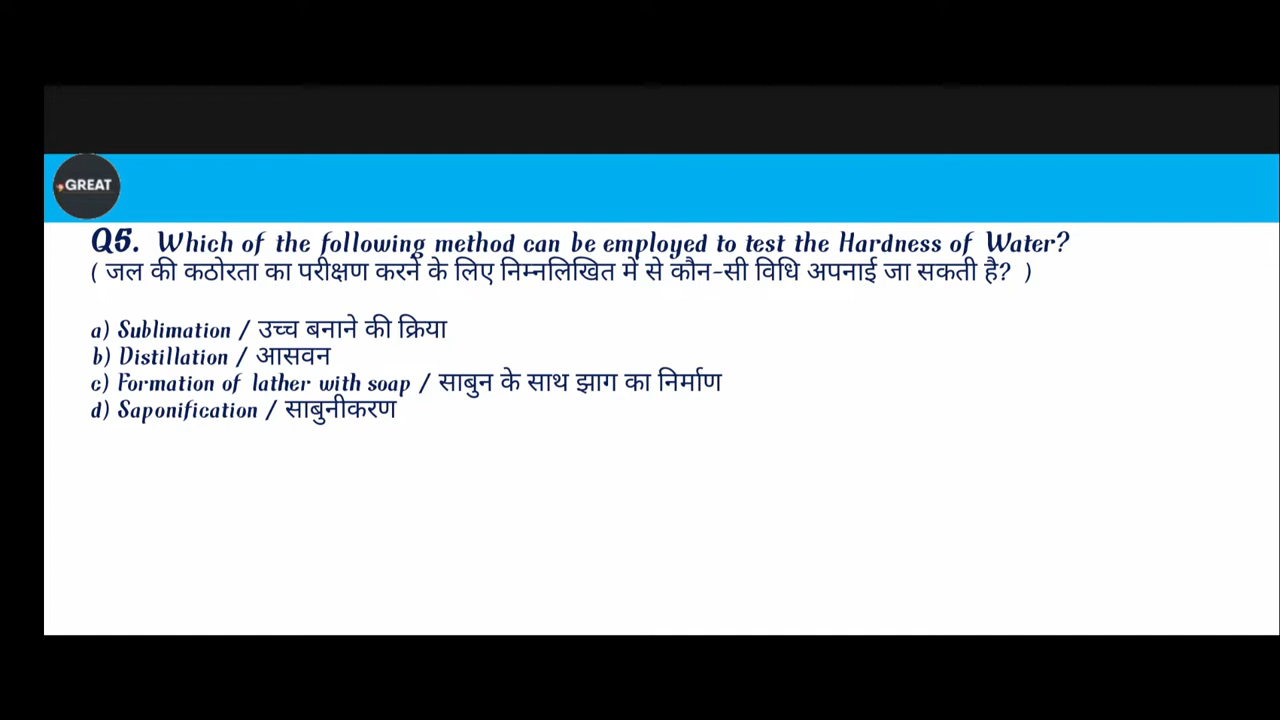 GREAT
Q5. Which of the following method can be employed to test the Hardness of Water?
( जल की कठोरता का परीक्षण करने के लिए निम्नलिखित में से कौन-सी विधि अपनाई जा सकती है? )
a) Sublimation / उच्च बनाने की क्रिया
b) Distillation / आसवन
c) Formation of lather with soap / साबुन के साथ झाग का निर्माण
d) Saponification / साबुनीकरण